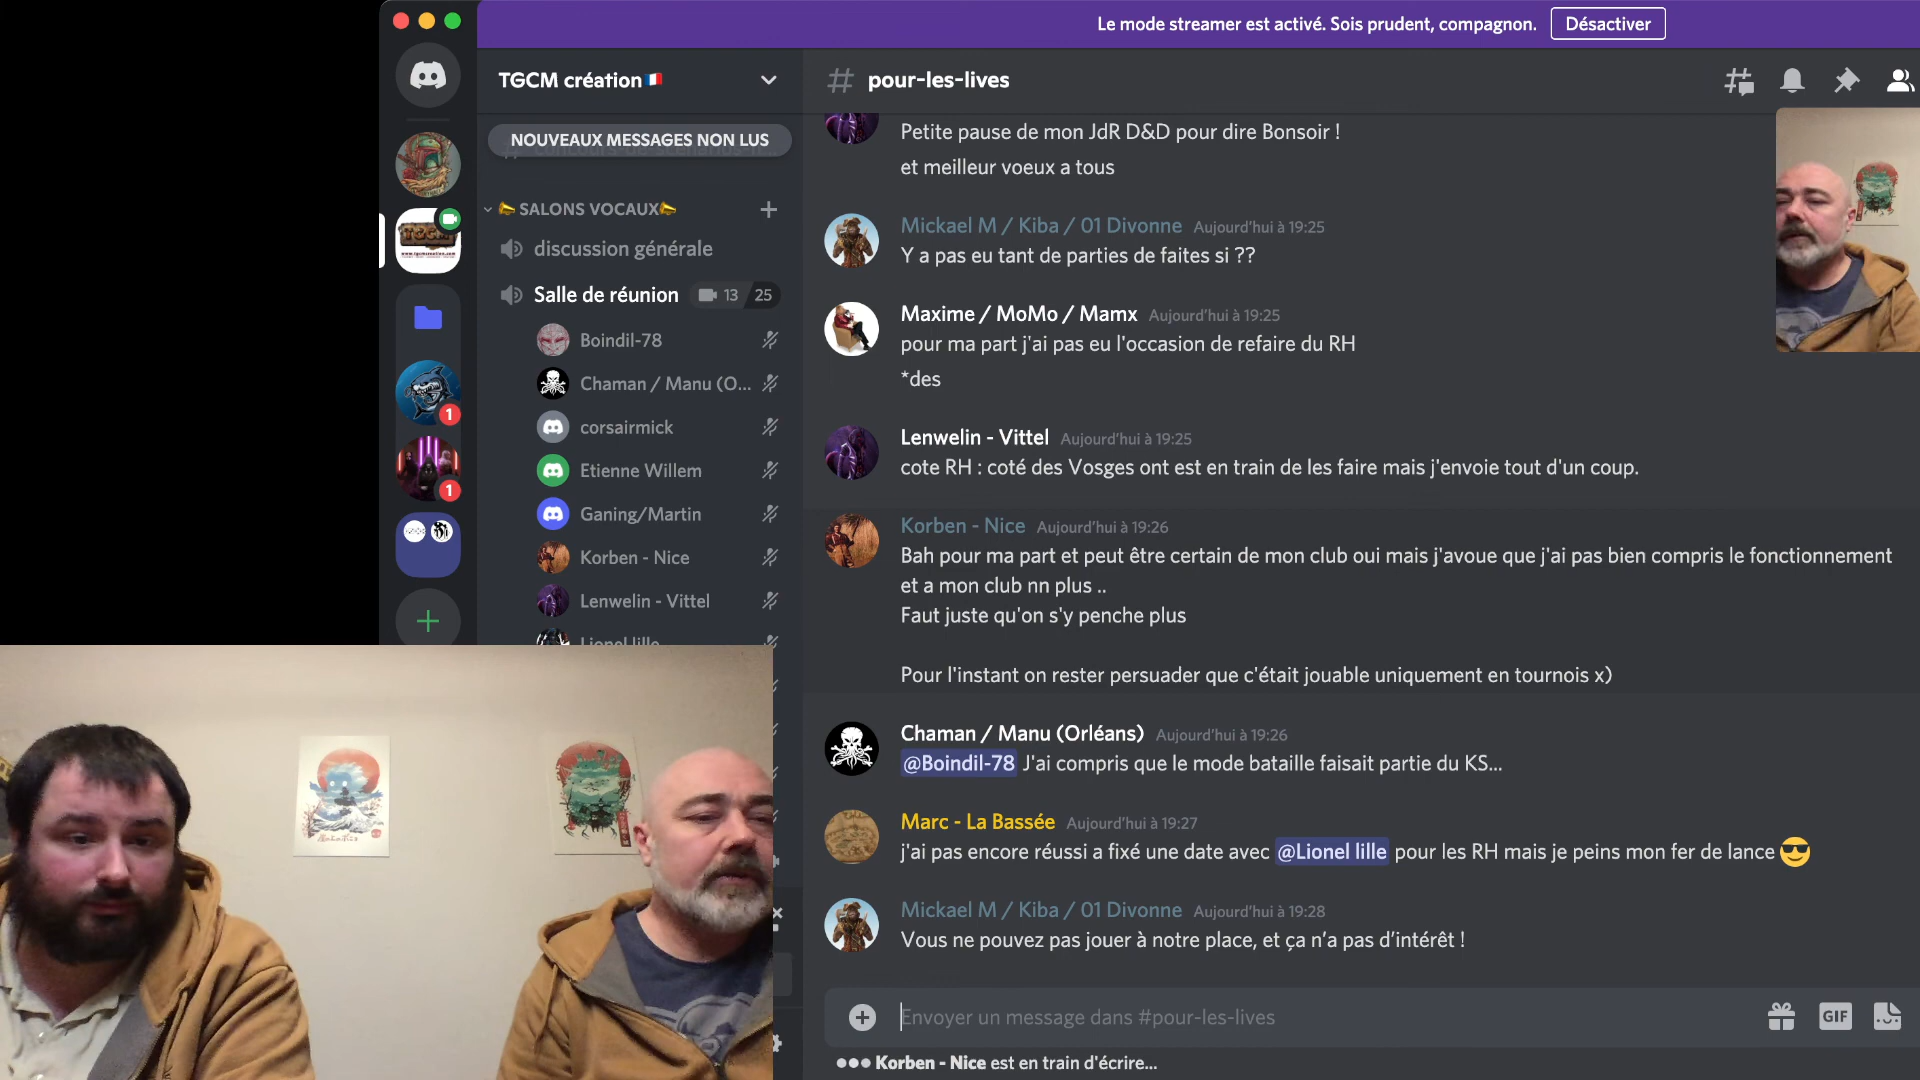 Le mode streamer est activé. Sois prudent, compagnon.
Désactiver
TGCM création
NOUVEAUX MESSAGES NON LUS
SALONS VOCAUX
discussion générale
Salle de réunion 13 25
Boindil-78
Chaman / Manu (O...
corsairmick
Etienne Willem
Ganing/Martin
Korben - Nice
Lenwelin - Vittel
Lionel lille
1
1
pour-les-lives
Petite pause de mon JdR D&D pour dire Bonsoir !
et meilleur voeux a tous
Mickael M / Kiba / 01 Divonne Aujourd'hui à 19:25
Y a pas eu tant de parties de faites si ??
Maxime / MoMo / Mamx Aujourd'hui à 19:25
pour ma part j'ai pas eu l'occasion de refaire du RH
*des
Lenwelin - Vittel Aujourd'hui à 19:25
cote RH : coté des Vosges ont est en train de les faire mais j'envoie tout d'un coup.
Korben - Nice Aujourd'hui à 19:26
Bah pour ma part et peut être certain de mon club oui mais j'avoue que j'ai pas bien compris le fonctionnement
et a mon club nn plus ..
Faut juste qu'on s'y penche plus
Pour l'instant on rester persuader que c'était jouable uniquement en tournois x)
Chaman / Manu (Orléans) Aujourd'hui à 19:26
@Boindil-78 J'ai compris que le mode bataille faisait partie du KS...
Marc - La Bassée Aujourd'hui à 19:27
j'ai pas encore réussi a fixé une date avec @Lionel lille pour les RH mais je peins mon fer de lance 😎
Mickael M / Kiba / 01 Divonne Aujourd'hui à 19:28
Vous ne pouvez pas jouer à notre place, et ça n’a pas d’intérêt !
Envoyer un message dans #pour-les-lives
GIF
Korben - Nice est en train d'écrire...